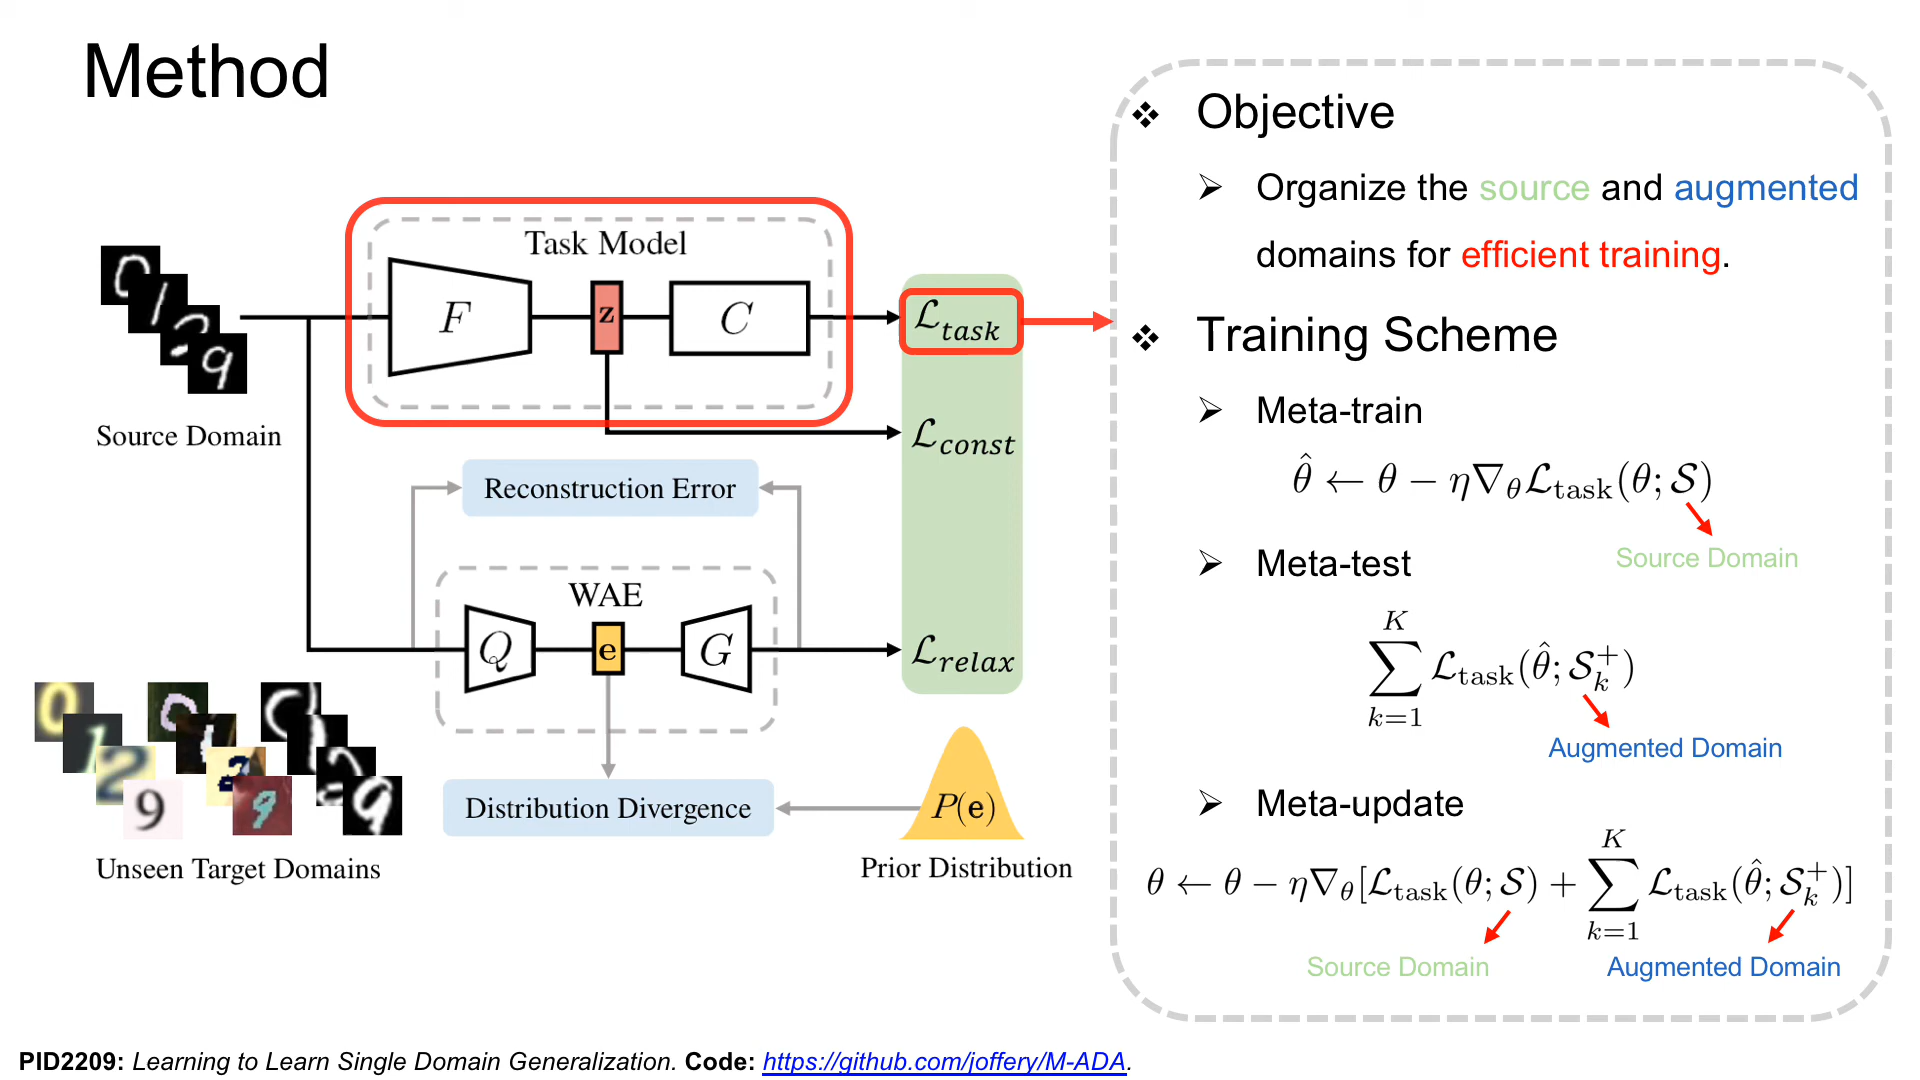 Method
Task Model
F
z
C
ℒtask
Source Domain
ℒconst
Reconstruction Error
WAE
Q
e
G
ℒrelax
Distribution Divergence
P(e)
Unseen Target Domains
Prior Distribution
❖ Objective
➢ Organize the source and augmented
domains for efficient training.
❖ Training Scheme
➢ Meta-train
θ̂ ← θ − η∇θℒtask(θ; 𝒮)
Source Domain
➢ Meta-test
∑_{k=1}^{K} ℒtask(θ̂; 𝒮_k^+)
Augmented Domain
➢ Meta-update
θ ← θ − η∇θ[ℒtask(θ; 𝒮) + ∑_{k=1}^{K} ℒtask(θ̂; 𝒮_k^+)]
Source Domain Augmented Domain
PID2209: Learning to Learn Single Domain Generalization. Code: https://github.com/joffery/M-ADA.